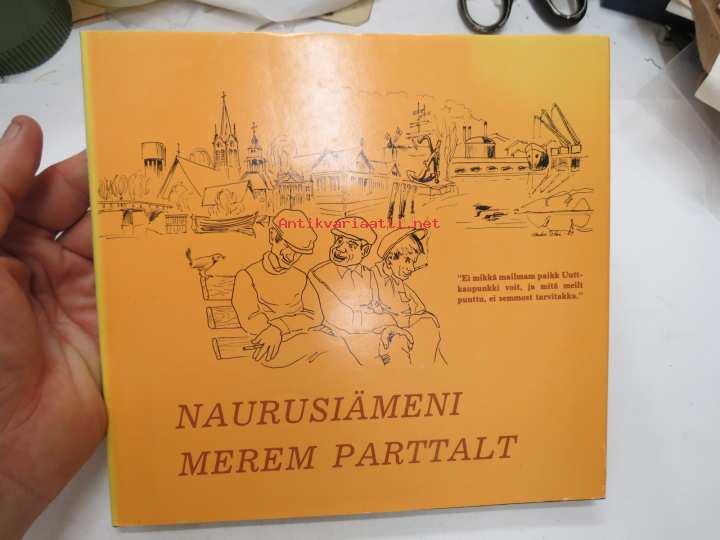 Antikvariaatti.net
"Ei mikkä mailmam paikk Uutt-
kaupunkki voit, ja mitä meilt
puuttu, ei semmost tarvitakka."
NAURUSIÄMENI
MEREM PARTTALT